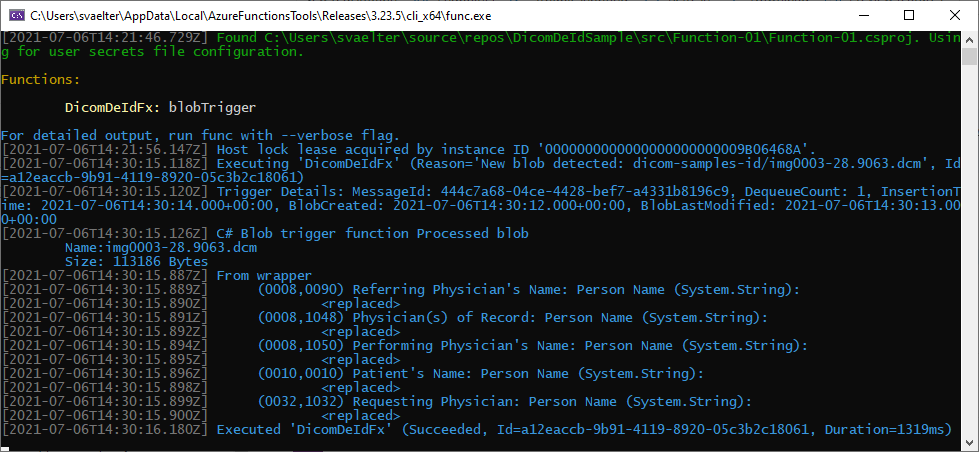 C:\Users\svaelter\AppData\Local\AzureFunctionsTools\Releases\3.23.5\cli_x64\func.exe
[2021-07-06T14:21:46.729Z] Found C:\Users\svaelter\source\repos\DicomDeIdSample\src\Function-01\Function-01.csproj. Usin
g for user secrets file configuration.
Functions:
DicomDeIdFx: blobTrigger
For detailed output, run func with --verbose flag.
[2021-07-06T14:21:56.147Z] Host lock lease acquired by instance ID '0000000000000000000000009B06468A'.
[2021-07-06T14:30:15.118Z] Executing 'DicomDeIdFx' (Reason='New blob detected: dicom-samples-id/img0003-28.9063.dcm', Id
=a12eaccb-9b91-4119-8920-05c3b2c18061)
[2021-07-06T14:30:15.120Z] Trigger Details: MessageId: 444c7a68-04ce-4428-bef7-a4331b8196c9, DequeueCount: 1, InsertionT
ime: 2021-07-06T14:30:14.000+00:00, BlobCreated: 2021-07-06T14:30:12.000+00:00, BlobLastModified: 2021-07-06T14:30:13.00
0+00:00
[2021-07-06T14:30:15.126Z] C# Blob trigger function Processed blob
Name:img0003-28.9063.dcm
Size: 113186 Bytes
[2021-07-06T14:30:15.887Z] From wrapper
[2021-07-06T14:30:15.889Z] (0008,0090) Referring Physician's Name: Person Name (System.String):
[2021-07-06T14:30:15.890Z] <replaced>
[2021-07-06T14:30:15.891Z] (0008,1048) Physician(s) of Record: Person Name (System.String):
[2021-07-06T14:30:15.892Z] <replaced>
[2021-07-06T14:30:15.894Z] (0008,1050) Performing Physician's Name: Person Name (System.String):
[2021-07-06T14:30:15.895Z] <replaced>
[2021-07-06T14:30:15.896Z] (0010,0010) Patient's Name: Person Name (System.String):
[2021-07-06T14:30:15.898Z] <replaced>
[2021-07-06T14:30:15.899Z] (0032,1032) Requesting Physician: Person Name (System.String):
[2021-07-06T14:30:15.900Z] <replaced>
[2021-07-06T14:30:16.180Z] Executed 'DicomDeIdFx' (Succeeded, Id=a12eaccb-9b91-4119-8920-05c3b2c18061, Duration=1319ms)